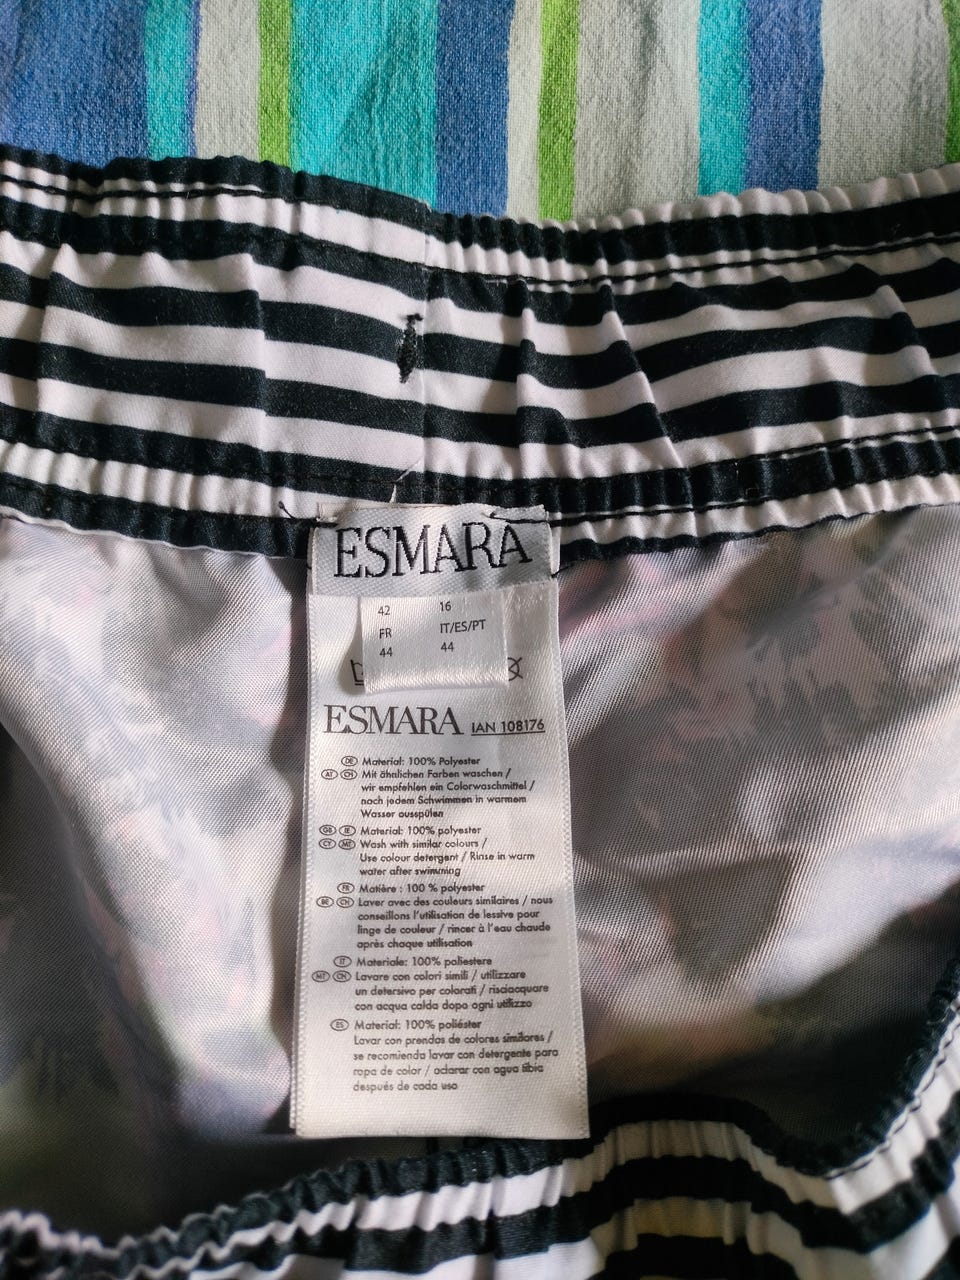 ESMARA
42 16
FR IT/ES/PT
44 44
ESMARA IAN 108176
DE Material: 100% Polyester
AT CH Mit ähnlichen Farben waschen /
wir empfehlen ein Colorwaschmittel /
nach jedem Schwimmen in warmem
Wasser ausspülen
GB IE Material: 100% polyester
CY MT Wash with similar colours /
Use colour detergent / Rinse in warm
water after swimming
FR Matière : 100 % polyester
BE CH Laver avec des couleurs similaires / nous
conseillons l'utilisation de lessive pour
linge de couleur / rincer à l'eau chaude
après chaque utilisation
IT Materiale: 100% poliestere
MT CH Lavare con colori simili / utilizzare
un detersivo per colorati / risciacquare
con acqua calda dopo ogni utilizzo
ES Material: 100% poliéster
Lavar con prendas de colores similares /
se recomienda lavar con detergente para
ropa de color / aclarar con agua tibia
después de cada uso